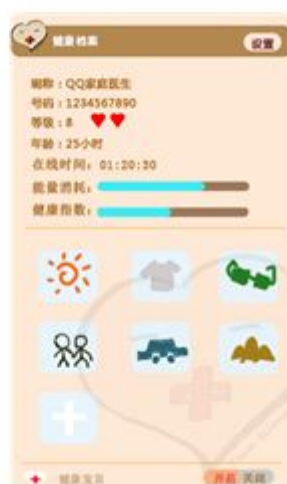 健康档案
设置
昵称：QQ家庭医生
号码：1234567890
等级：8
年龄：25小时
在线时间：01:20:30
能量消耗：
健康指数：
健康发言
开启 关闭